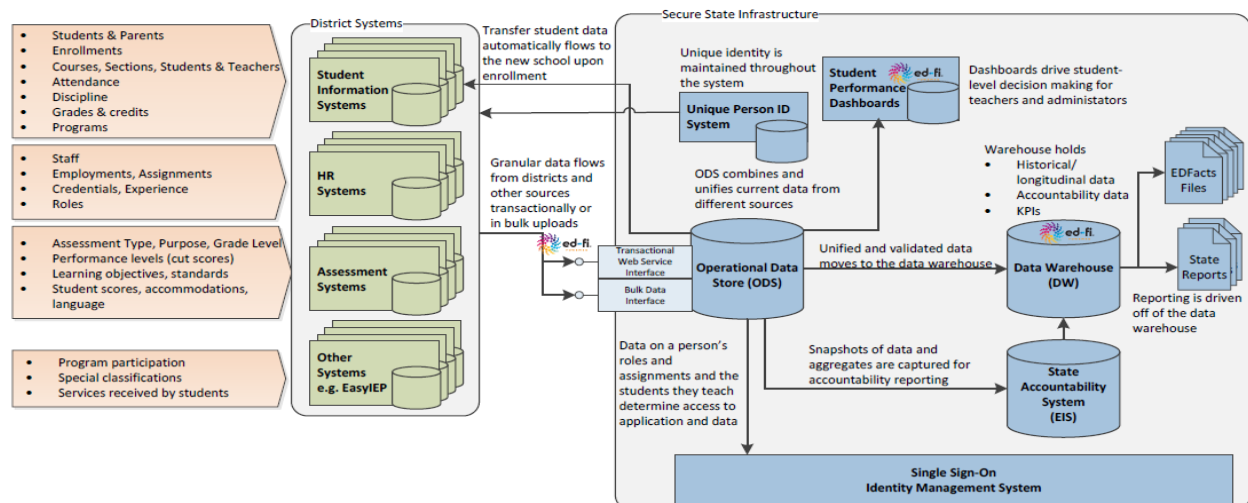 District Systems
Secure State Infrastructure
• Students & Parents
• Enrollments
• Courses, Sections, Students & Teachers
• Attendance
• Discipline
• Grades & credits
• Programs
• Staff
• Employments, Assignments
• Credentials, Experience
• Roles
• Assessment Type, Purpose, Grade Level
• Performance levels (cut scores)
• Learning objectives, standards
• Student scores, accommodations,
language
• Program participation
• Special classifications
• Services received by students
Student
Information
Systems
HR
Systems
Assessment
Systems
Other
Systems
e.g. EasyIEP
Transfer student data
automatically flows to
the new school upon
enrollment
Granular data flows
from districts and
other sources
transactionally or
in bulk uploads
ed-fi.
Transactional
Web Service
Interface
Bulk Data
Interface
Unique identity is
maintained throughout
the system
Unique Person ID
System
Student
Performance
Dashboards
ed-fi.
Dashboards drive student-
level decision making for
teachers and administators
ODS combines and
unifies current data from
different sources
Operational Data
Store (ODS)
Unified and validated data
moves to the data warehouse
Warehouse holds
• Historical/
longitudinal data
• Accountability data
• KPIs
ed-fi.
Data Warehouse
(DW)
EDFacts
Files
State
Reports
Reporting is driven
off of the data
warehouse
Data on a person's
roles and
assignments and the
students they teach
determine access to
application and data
Snapshots of data and
aggregates are captured for
accountability reporting
State
Accountability
System
(EIS)
Single Sign-On
Identity Management System